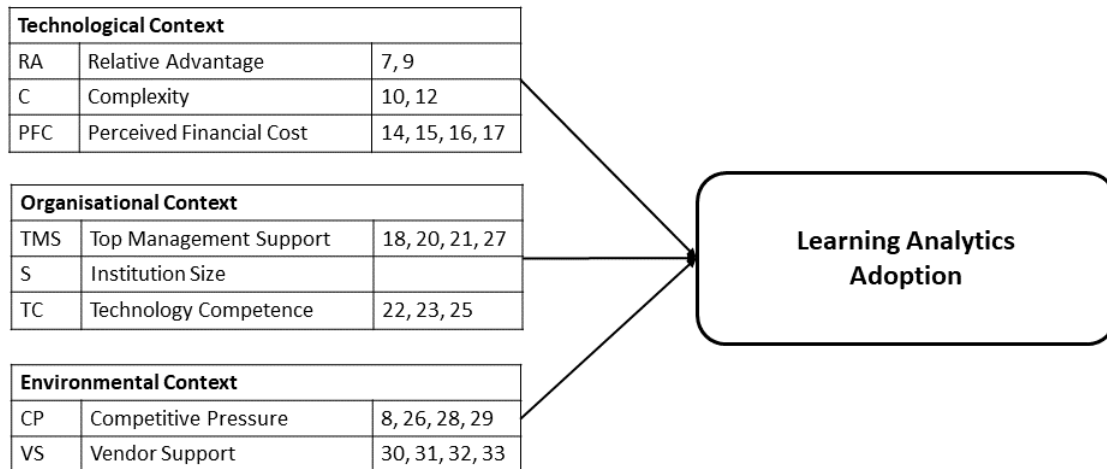 Technological Context
RA Relative Advantage 7, 9
C Complexity 10, 12
PFC Perceived Financial Cost 14, 15, 16, 17
Organisational Context
TMS Top Management Support 18, 20, 21, 27
S Institution Size
TC Technology Competence 22, 23, 25
Environmental Context
CP Competitive Pressure 8, 26, 28, 29
VS Vendor Support 30, 31, 32, 33
Learning Analytics
Adoption